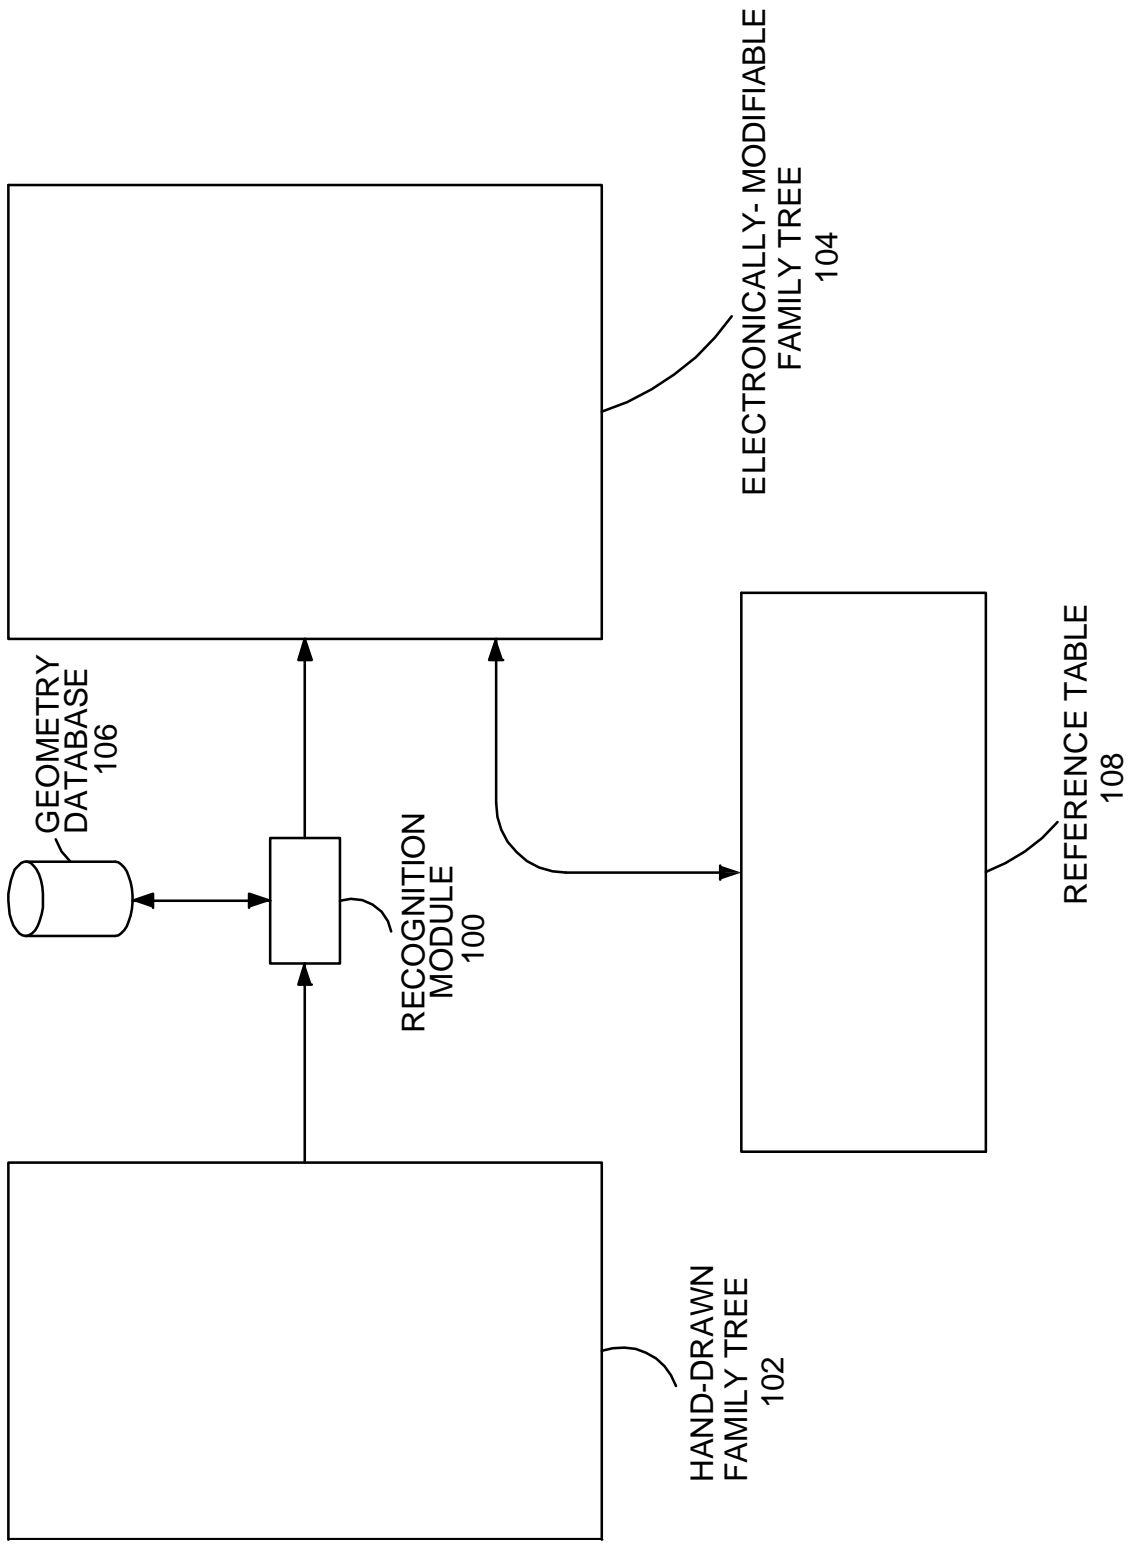 HAND-DRAWN
FAMILY TREE
102
RECOGNITION
MODULE
100
GEOMETRY
DATABASE
106
REFERENCE TABLE
108
ELECTRONICALLY- MODIFIABLE
FAMILY TREE
104